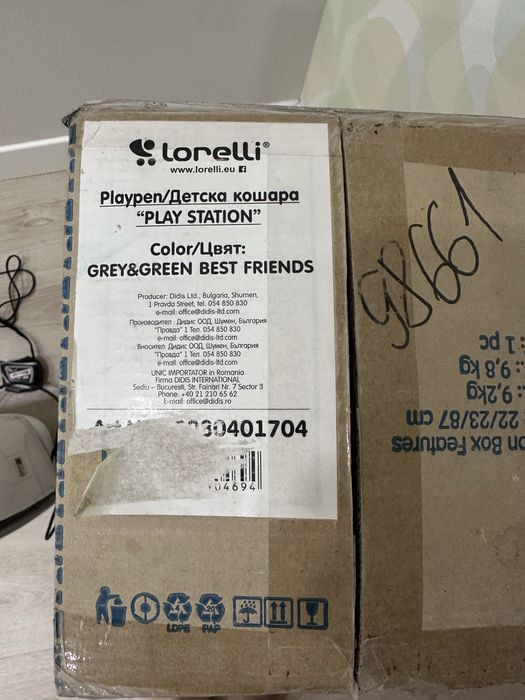 Lorelli®
www.lorelli.eu
Playpen/Детска кошара
“PLAY STATION”
Color/Цвят:
GREY&GREEN BEST FRIENDS
Producer: Didis Ltd., Bulgaria, Shumen,
1 Pravda Street, tel. 054 850 830
e-mail: office@didis-ltd.com
Производител : Дидис ООД, Шумен, България
"Правда" 1 Тел. 054 850 830
e-mail: office@didis-ltd.com
Вносител: Дидис ООД, Шумен, България
"Правда" 1 Тел. 054 850 830
e-mail: office@didis-ltd.com
UNIC IMPORTATOR in Romania
Firma DIDIS INTERNATIONAL
Sediu – Bucuresti, Str. Fainari Nr. 7 Sector 3
Phone: +40 21 210 65 62
E-mail: office@didis.ro
0401704
04694
4
LDPE
20
PAP
98661
on Box Features
22/23/87 cm
: 9,2kg
: 9,8 kg
: 1 pc